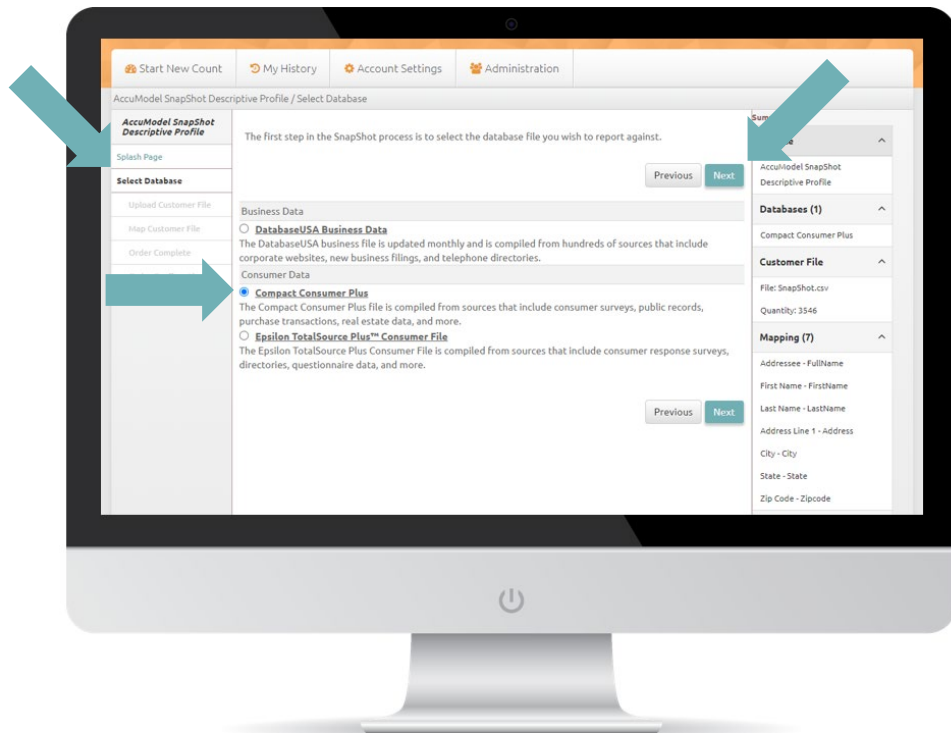 Start New Count
My History
Account Settings
Administration
AccuModel SnapShot Descriptive Profile / Select Database
AccuModel SnapShot
Descriptive Profile
Splash Page
Select Database
Upload Customer File
Map Customer File
Order Complete
The first step in the SnapShot process is to select the database file you wish to report against.
Previous
Next
Business Data
DatabaseUSA Business Data
The DatabaseUSA business file is updated monthly and is compiled from hundreds of sources that include
corporate websites, new business filings, and telephone directories.
Consumer Data
Compact Consumer Plus
The Compact Consumer Plus file is compiled from sources that include consumer surveys, public records,
purchase transactions, real estate data, and more.
Epsilon TotalSource Plus™ Consumer File
The Epsilon TotalSource Plus Consumer File is compiled from sources that include consumer response surveys,
directories, questionnaire data, and more.
Previous
Next
AccuModel SnapShot
Descriptive Profile
Databases (1)
Compact Consumer Plus
Customer File
File: SnapShot.csv
Quantity: 3546
Mapping (7)
Addressee - FullName
First Name - FirstName
Last Name - LastName
Address Line 1 - Address
City - City
State - State
Zip Code - Zipcode